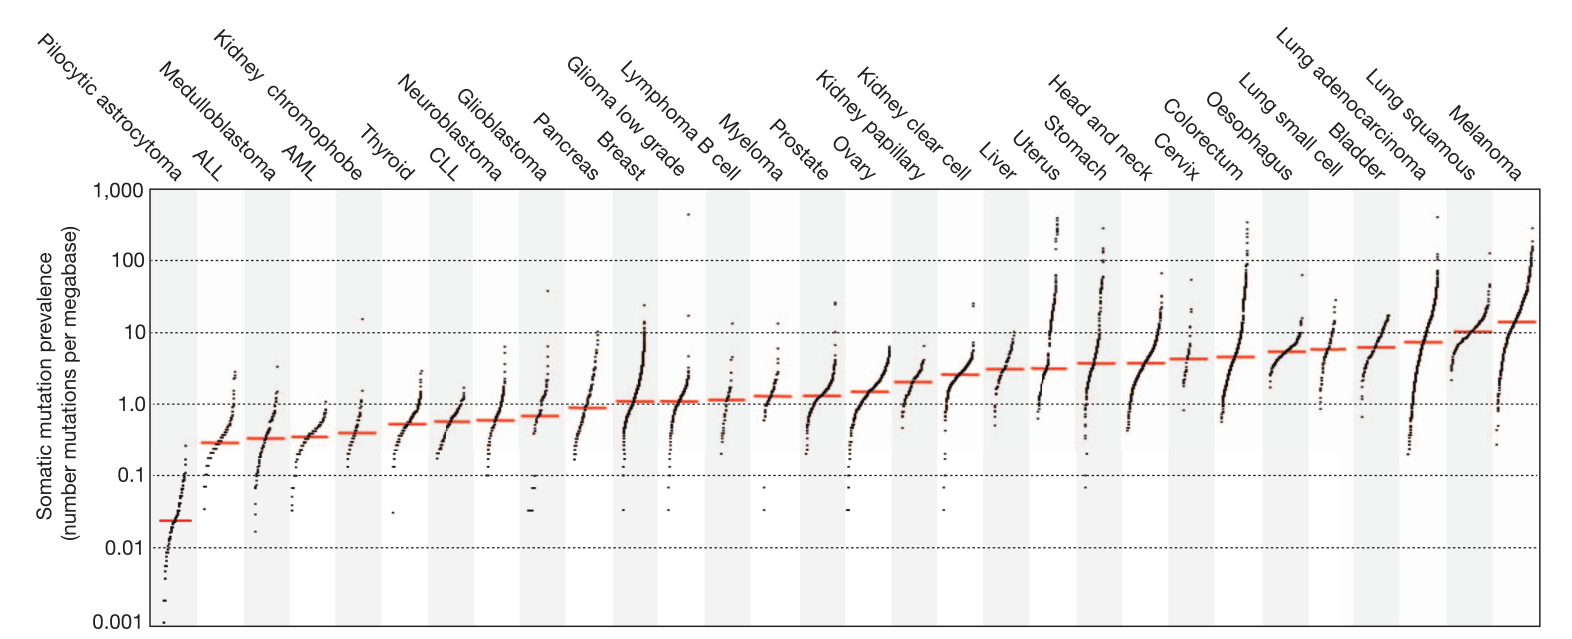 Pilocytic astrocytoma
ALL
Medulloblastoma
AML
Kidney chromophobe
Thyroid
CLL
Neuroblastoma
Glioblastoma
Pancreas
Breast
Glioma low grade
Lymphoma B cell
Myeloma
Prostate
Ovary
Kidney papillary
Kidney clear cell
Liver
Uterus
Stomach
Head and neck
Cervix
Colorectum
Oesophagus
Lung small cell
Bladder
Lung adenocarcinoma
Lung squamous
Melanoma
Somatic mutation prevalence
(number mutations per megabase)
1,000
100
10
1.0
0.1
0.01
0.001